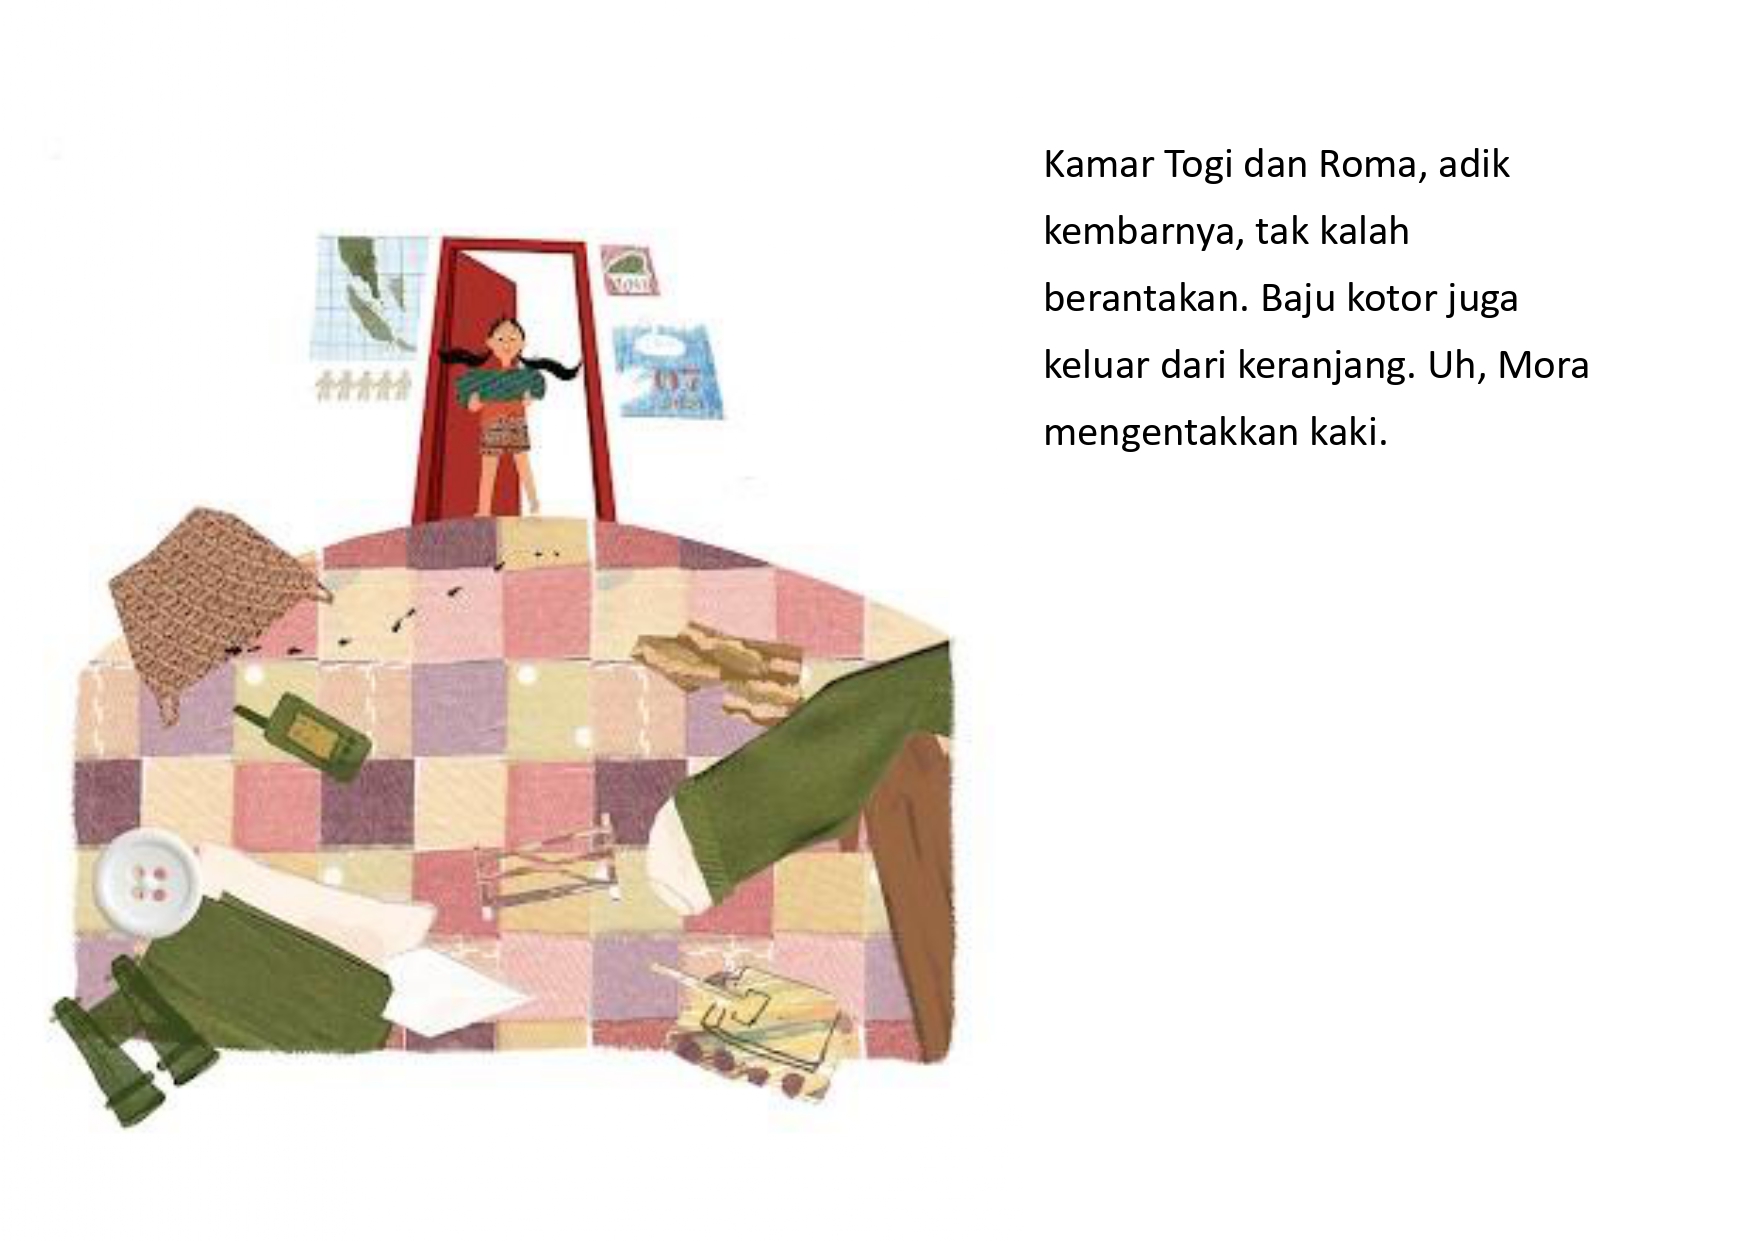 Kamar Togi dan Roma, adik
kembarnya, tak kalah
berantakan. Baju kotor juga
keluar dari keranjang. Uh, Mora
mengentakkan kaki.